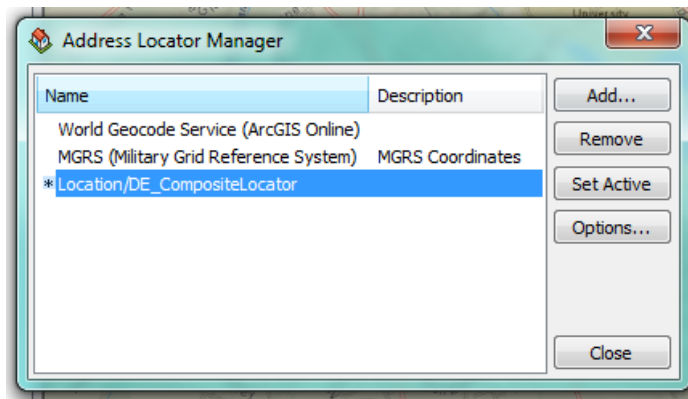 University
Address Locator Manager
Name Description
World Geocode Service (ArcGIS Online)
MGRS (Military Grid Reference System) MGRS Coordinates
* Location/DE_CompositeLocator
Add...
Remove
Set Active
Options...
Close